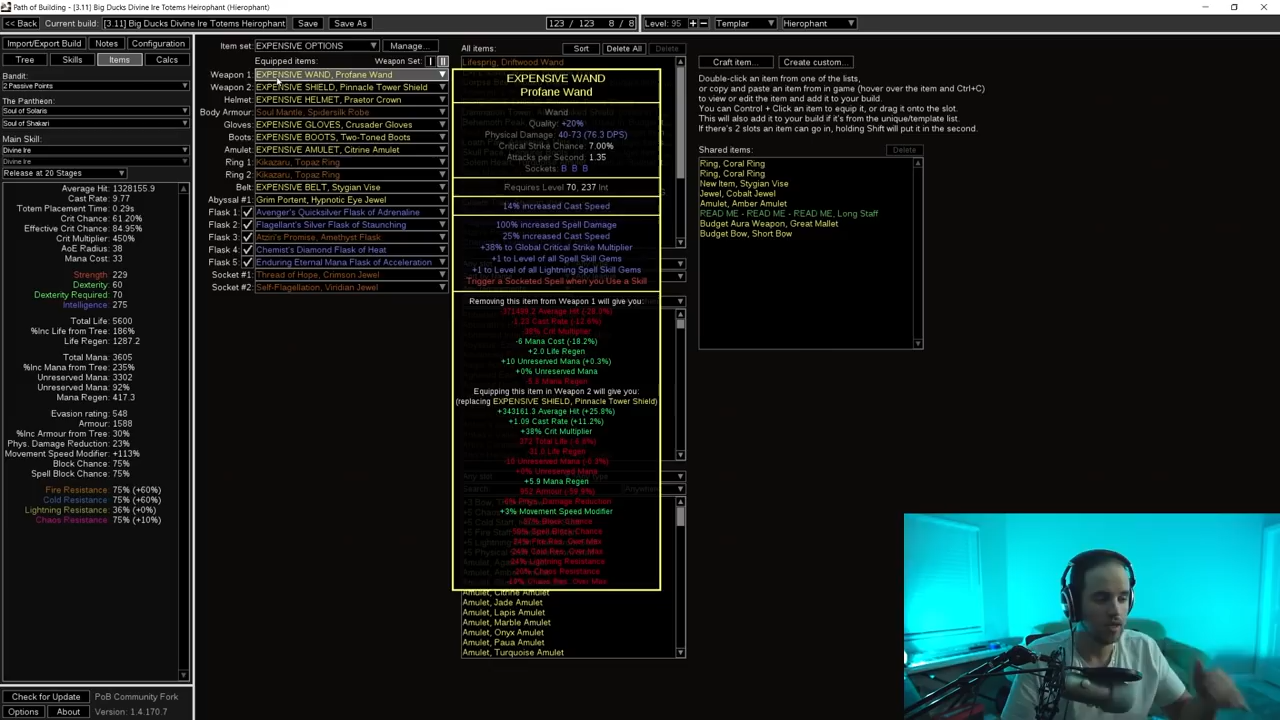 Path of Building - [3.11] Big Ducks Divine Ire Totems Heirophant (Hierophant)
<< Back
Current build:
[3.11] Big Ducks Divine Ire Totems Heirophant
Save
Save As
123 / 123 8 / 8
Level: 95
Templar
Hierophant
Import/Export Build
Notes
Configuration
Tree
Skills
Items
Calcs
Bandit:
2 Passive Points
The Pantheon:
Soul of Solaris
Soul of Shakari
Main Skill:
Divine Ire
Divine Ire
Release at 20 Stages
Average Hit: 1328155.9
Cast Rate: 9.77
Totem Placement Time: 0.29s
Crit Chance: 61.20%
Effective Crit Chance: 84.95%
Crit Multiplier: 450%
AoE Radius: 38
Mana Cost: 33
Strength: 229
Dexterity: 60
Dexterity Required: 70
Intelligence: 275
Total Life: 5600
%Inc Life from Tree: 186%
Life Regen: 1287.2
Total Mana: 3605
%Inc Mana from Tree: 235%
Unreserved Mana: 3302
Unreserved Mana: 92%
Mana Regen: 417.3
Evasion rating: 548
Armour: 1588
%Inc Armour from Tree: 30%
Phys. Damage Reduction: 23%
Movement Speed Modifier: +113%
Block Chance: 75%
Spell Block Chance: 75%
Fire Resistance: 75% (+60%)
Cold Resistance: 75% (+60%)
Lightning Resistance: 36% (+0%)
Chaos Resistance: 75% (+10%)
Check for Update
PoB Community Fork
Options
About
Version: 1.4.170.7
Item set: EXPENSIVE OPTIONS
Manage...
Equipped items:
Weapon Set: I II
Weapon 1: EXPENSIVE WAND, Profane Wand
Weapon 2: EXPENSIVE SHIELD, Pinnacle Tower Shield
Helmet: EXPENSIVE HELMET, Praetor Crown
Body Armour: Soul Mantle, Spidersilk Robe
Gloves: EXPENSIVE GLOVES, Crusader Gloves
Boots: EXPENSIVE BOOTS, Two-Toned Boots
Amulet: EXPENSIVE AMULET, Citrine Amulet
Ring 1: Kikazaru, Topaz Ring
Ring 2: Kikazaru, Topaz Ring
Belt: EXPENSIVE BELT, Stygian Vise
Abyssal #1: Grim Portent, Hypnotic Eye Jewel
Flask 1: Avenger's Quicksilver Flask of Adrenaline
Flask 2: Flagellant's Silver Flask of Staunching
Flask 3: Atziri's Promise, Amethyst Flask
Flask 4: Chemist's Diamond Flask of Heat
Flask 5: Enduring Eternal Mana Flask of Acceleration
Socket #1: Thread of Hope, Crimson Jewel
Socket #2: Self-Flagellation, Viridian Jewel
All items:
Sort
Delete All
Delete
Lifesprig, Driftwood Wand
EXPENSIVE WAND
Profane Wand
Wand
Quality: +20%
Physical Damage: 40-73 (76.3 DPS)
Critical Strike Chance: 7.00%
Attacks per Second: 1.35
Sockets: B B B
Requires Level 70, 237 Int
14% increased Cast Speed
100% increased Spell Damage
25% increased Cast Speed
+38% to Global Critical Strike Multiplier
+1 to Level of all Spell Skill Gems
+1 to Level of all Lightning Spell Skill Gems
Trigger a Socketed Spell when you Use a Skill
Removing this item from Weapon 1 will give you:
-38% Crit Multiplier
-6 Mana Cost (-18.2%)
+2.0 Life Regen
+10 Unreserved Mana (+0.3%)
+0% Unreserved Mana
Equipping this item in Weapon 2 will give you:
(replacing EXPENSIVE SHIELD, Pinnacle Tower Shield)
+343161.3 Average Hit (+25.8%)
+1.09 Cast Rate (+11.2%)
+38% Crit Multiplier
+5.9 Mana Regen
+3% Movement Speed Modifier
Amulet, Citrine Amulet
Amulet, Jade Amulet
Amulet, Lapis Amulet
Amulet, Marble Amulet
Amulet, Onyx Amulet
Amulet, Paua Amulet
Amulet, Turquoise Amulet
Craft item...
Create custom...
Double-click an item from one of the lists,
or copy and paste an item from in game (hover over the item and Ctrl+C)
to view or edit the item and add it to your build.
You can Control + Click an item to equip it, or drag it onto the slot.
This will also add it to your build if it's from the unique/template list.
If there's 2 slots an item can go in, holding Shift will put it in the second.
Shared items:
Delete
Ring, Coral Ring
Ring, Coral Ring
New Item, Stygian Vise
Jewel, Cobalt Jewel
Amulet, Amber Amulet
READ ME - READ ME - READ ME, Long Staff
Budget Aura Weapon, Great Mallet
Budget Bow, Short Bow